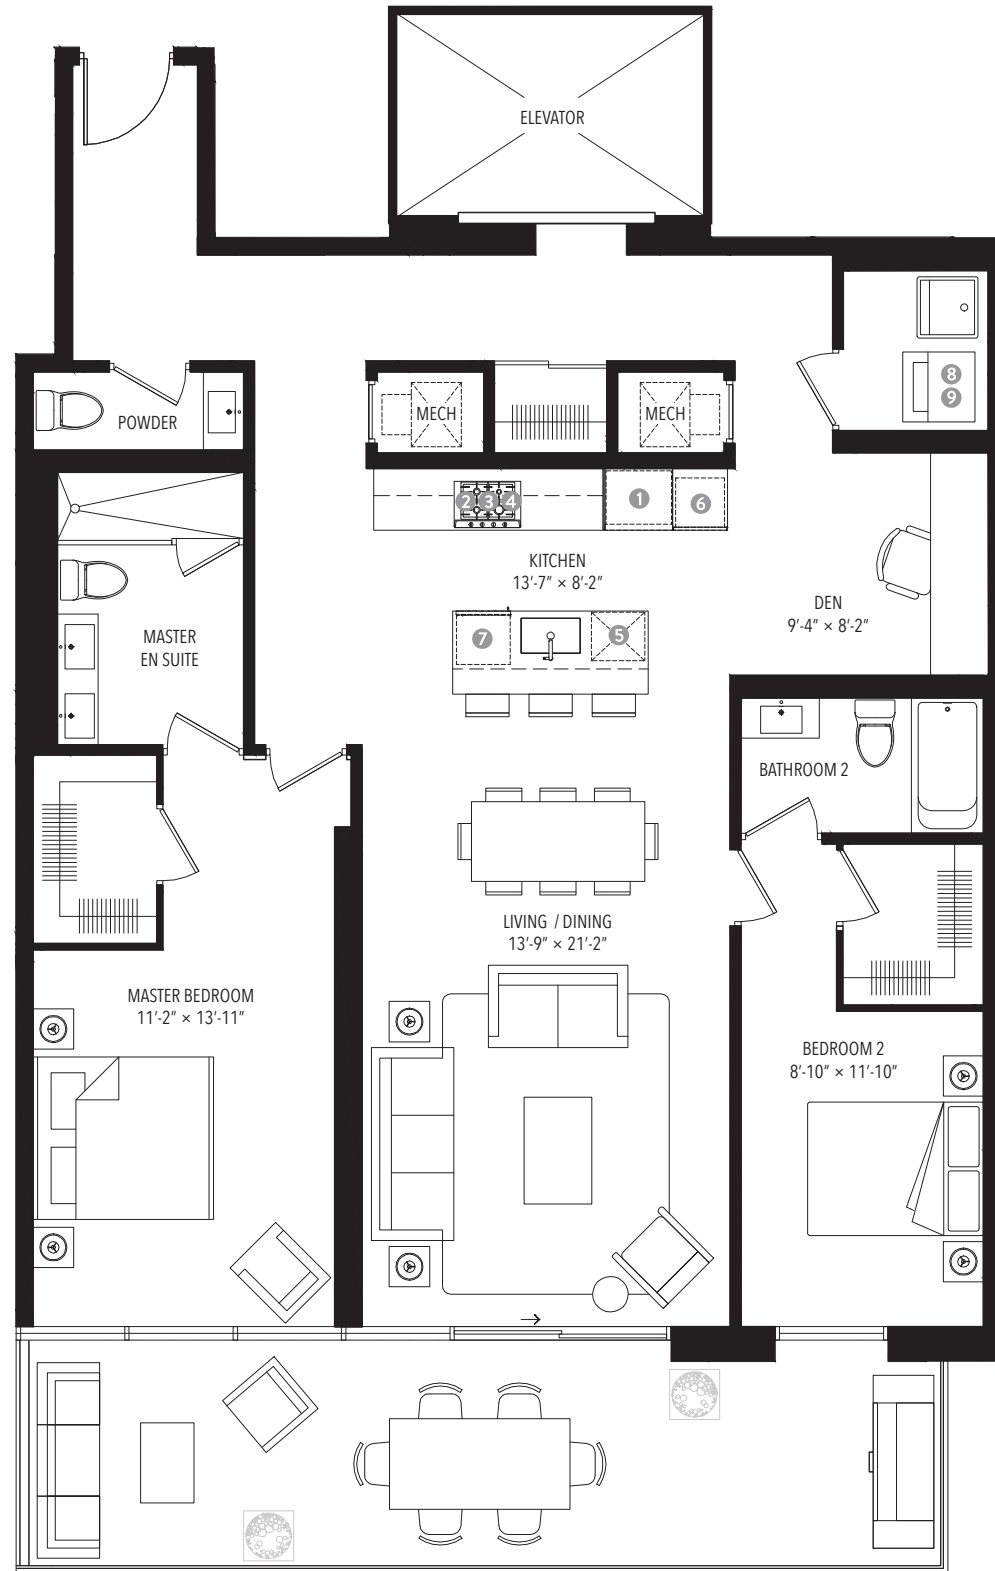 ELEVATOR
8
9
POWDER
MECH
MECH
2 3 4
1
6
KITCHEN
13'-7" × 8'-2"
DEN
9'-4" × 8'-2"
7
5
MASTER
EN SUITE
BATHROOM 2
LIVING / DINING
13'-9" × 21'-2"
MASTER BEDROOM
11'-2" × 13'-11"
BEDROOM 2
8'-10" × 11'-10"